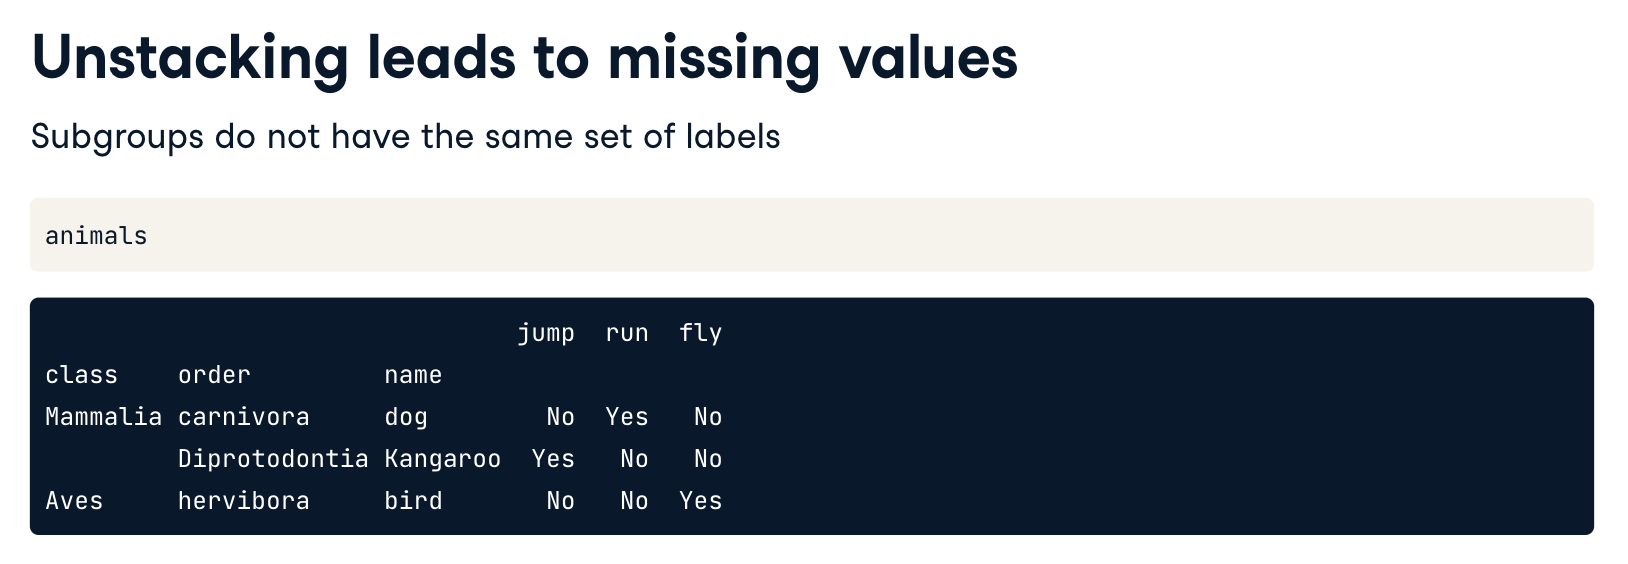 Unstacking leads to missing values
Subgroups do not have the same set of labels
animals
jump run fly
class order name
Mammalia carnivora dog No Yes No
Diprotodontia Kangaroo Yes No No
Aves hervibora bird No No Yes